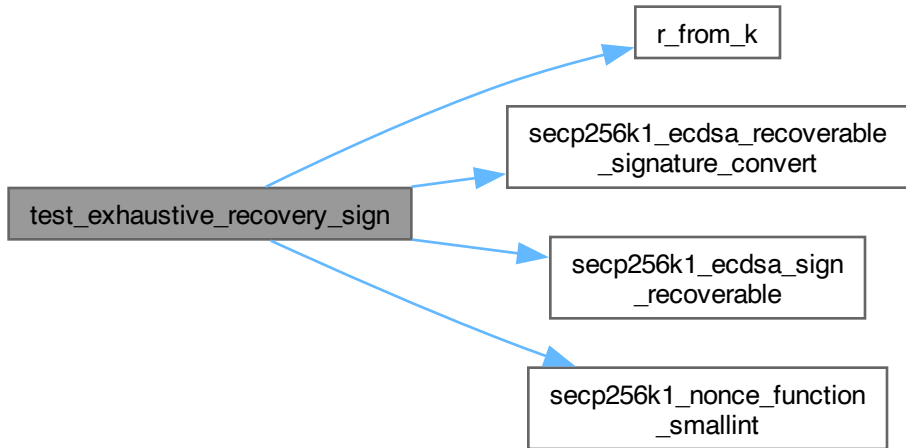 r_from_k
secp256k1_ecdsa_recoverable
_signature_convert
test_exhaustive_recovery_sign
secp256k1_ecdsa_sign
_recoverable
secp256k1_nonce_function
_smallint